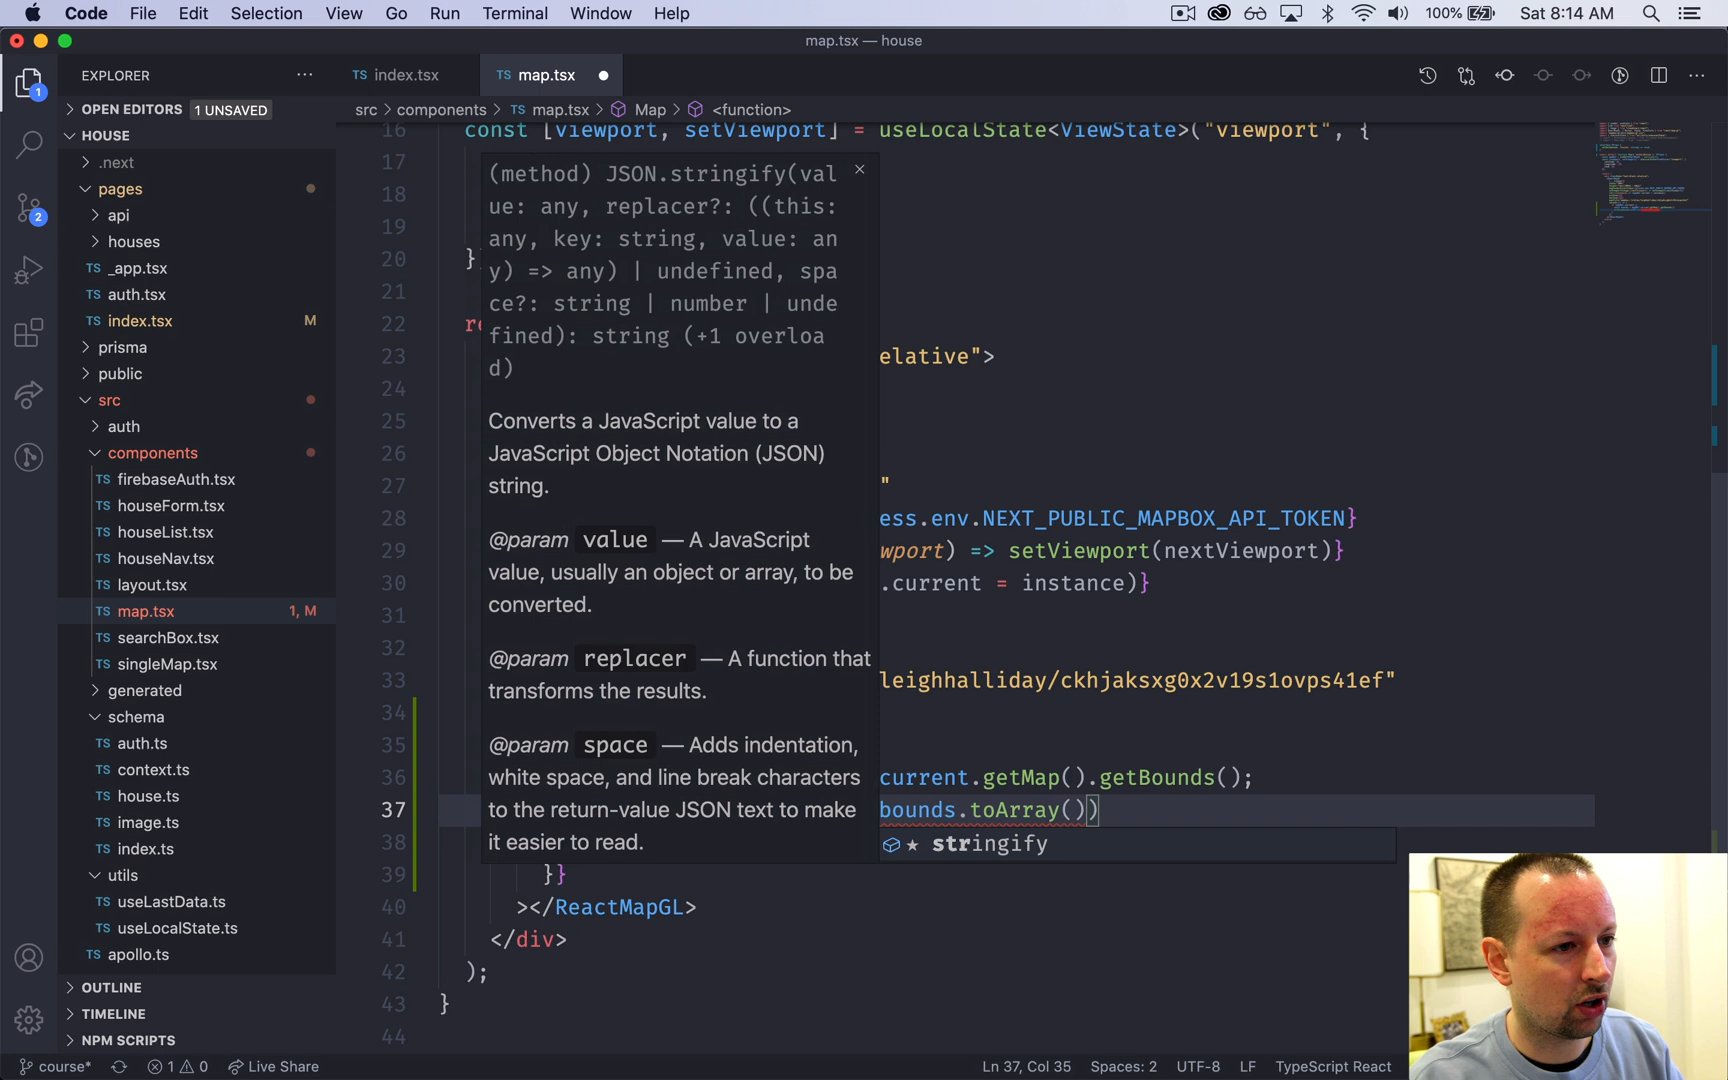 Code File Edit Selection View Go Run Terminal Window Help 100% Sat 8:14 AM
map.tsx — house
EXPLORER ···
TS index.tsx
TS map.tsx
OPEN EDITORS 1 UNSAVED
src > components > TS map.tsx > Map > <function>
HOUSE
.next
pages
api
houses
TS _app.tsx
TS auth.tsx
TS index.tsx M
prisma
public
src
auth
components
TS firebaseAuth.tsx
TS houseForm.tsx
TS houseList.tsx
TS houseNav.tsx
TS layout.tsx
TS map.tsx 1, M
TS searchBox.tsx
TS singleMap.tsx
generated
schema
TS auth.ts
TS context.ts
TS house.ts
TS image.ts
TS index.ts
utils
TS useLastData.ts
TS useLocalState.ts
TS apollo.ts
OUTLINE
TIMELINE
NPM SCRIPTS
1
2
16 const [viewport, setViewport] = useLocalState<ViewState>("viewport", {
17
18
19
20 }
21
22 re
23 elative">
24
25
26
27 "
28 ess.env.NEXT_PUBLIC_MAPBOX_API_TOKEN}
29 wport) => setViewport(nextViewport)}
30 .current = instance)}
31
32
33 leighhalliday/ckhjaksxg0x2v19s1ovps41ef"
34
35
36 current.getMap().getBounds();
37 bounds.toArray())
38
39 }}
40 ></ReactMapGL>
41 </div>
42 );
43 }
44
(method) JSON.stringify(val
ue: any, replacer?: ((this:
any, key: string, value: an
y) => any) | undefined, spa
ce?: string | number | unde
fined): string (+1 overloa
d)
Converts a JavaScript value to a
JavaScript Object Notation (JSON)
string.
@param value — A JavaScript
value, usually an object or array, to be
converted.
@param replacer — A function that
transforms the results.
@param space — Adds indentation,
white space, and line break characters
to the return-value JSON text to make
it easier to read.
stringify
course* 1 0 Live Share Ln 37, Col 35 Spaces: 2 UTF-8 LF TypeScript React